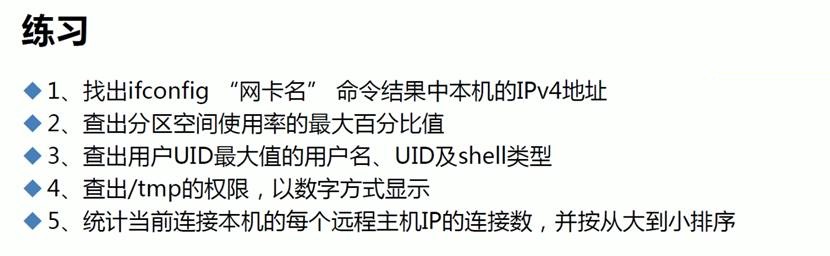 练习
1、找出ifconfig “网卡名” 命令结果中本机的IPv4地址
2、查出分区空间使用率的最大百分比值
3、查出用户UID最大值的用户名、UID及shell类型
4、查出/tmp的权限，以数字方式显示
5、统计当前连接本机的每个远程主机IP的连接数，并按从大到小排序